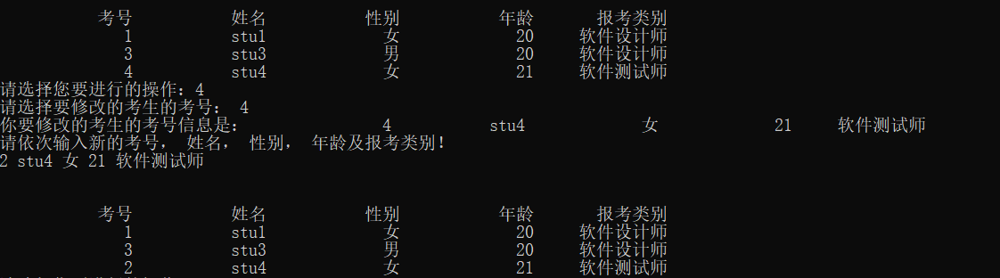 考号 姓名 性别 年龄 报考类别
1 stu1 女 20 软件设计师
3 stu3 男 20 软件设计师
4 stu4 女 21 软件测试师
请选择您要进行的操作：4
请选择要修改的考生的考号： 4
你要修改的考生的考号信息是： 4 stu4 女 21 软件测试师
请依次输入新的考号， 姓名， 性别， 年龄及报考类别！
2 stu4 女 21 软件测试师
考号 姓名 性别 年龄 报考类别
1 stu1 女 20 软件设计师
3 stu3 男 20 软件设计师
2 stu4 女 21 软件测试师